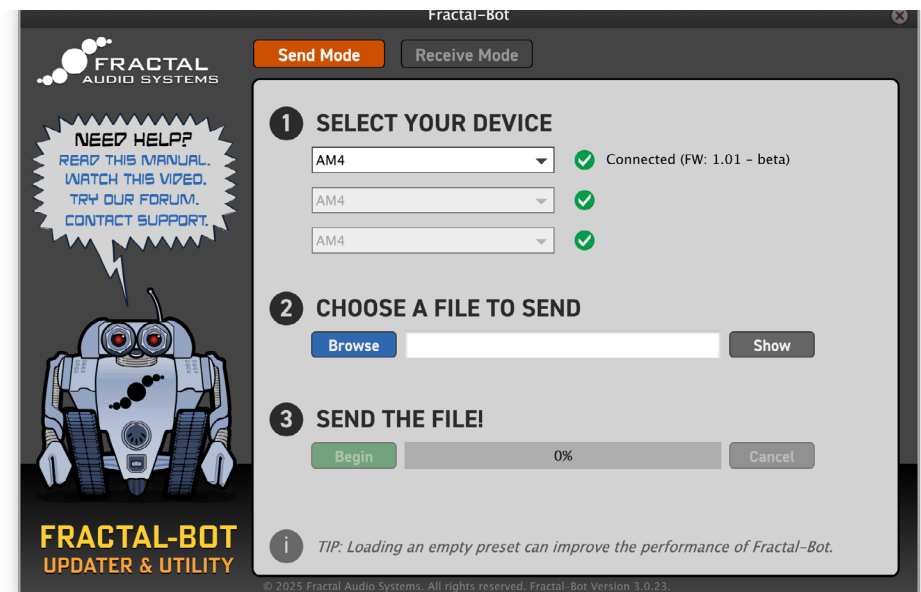 Fractal-Bot
FRACTAL
AUDIO SYSTEMS
Send Mode
Receive Mode
NEED HELP?
READ THIS MANUAL.
WATCH THIS VIDEO.
TRY OUR FORUM.
CONTACT SUPPORT.
1 SELECT YOUR DEVICE
AM4
Connected (FW: 1.01 - beta)
AM4
AM4
2 CHOOSE A FILE TO SEND
Browse
Show
3 SEND THE FILE!
Begin
0%
Cancel
i TIP: Loading an empty preset can improve the performance of Fractal-Bot.
FRACTAL-BOT
UPDATER & UTILITY
© 2025 Fractal Audio Systems. All rights reserved. Fractal-Bot Version 3.0.23.